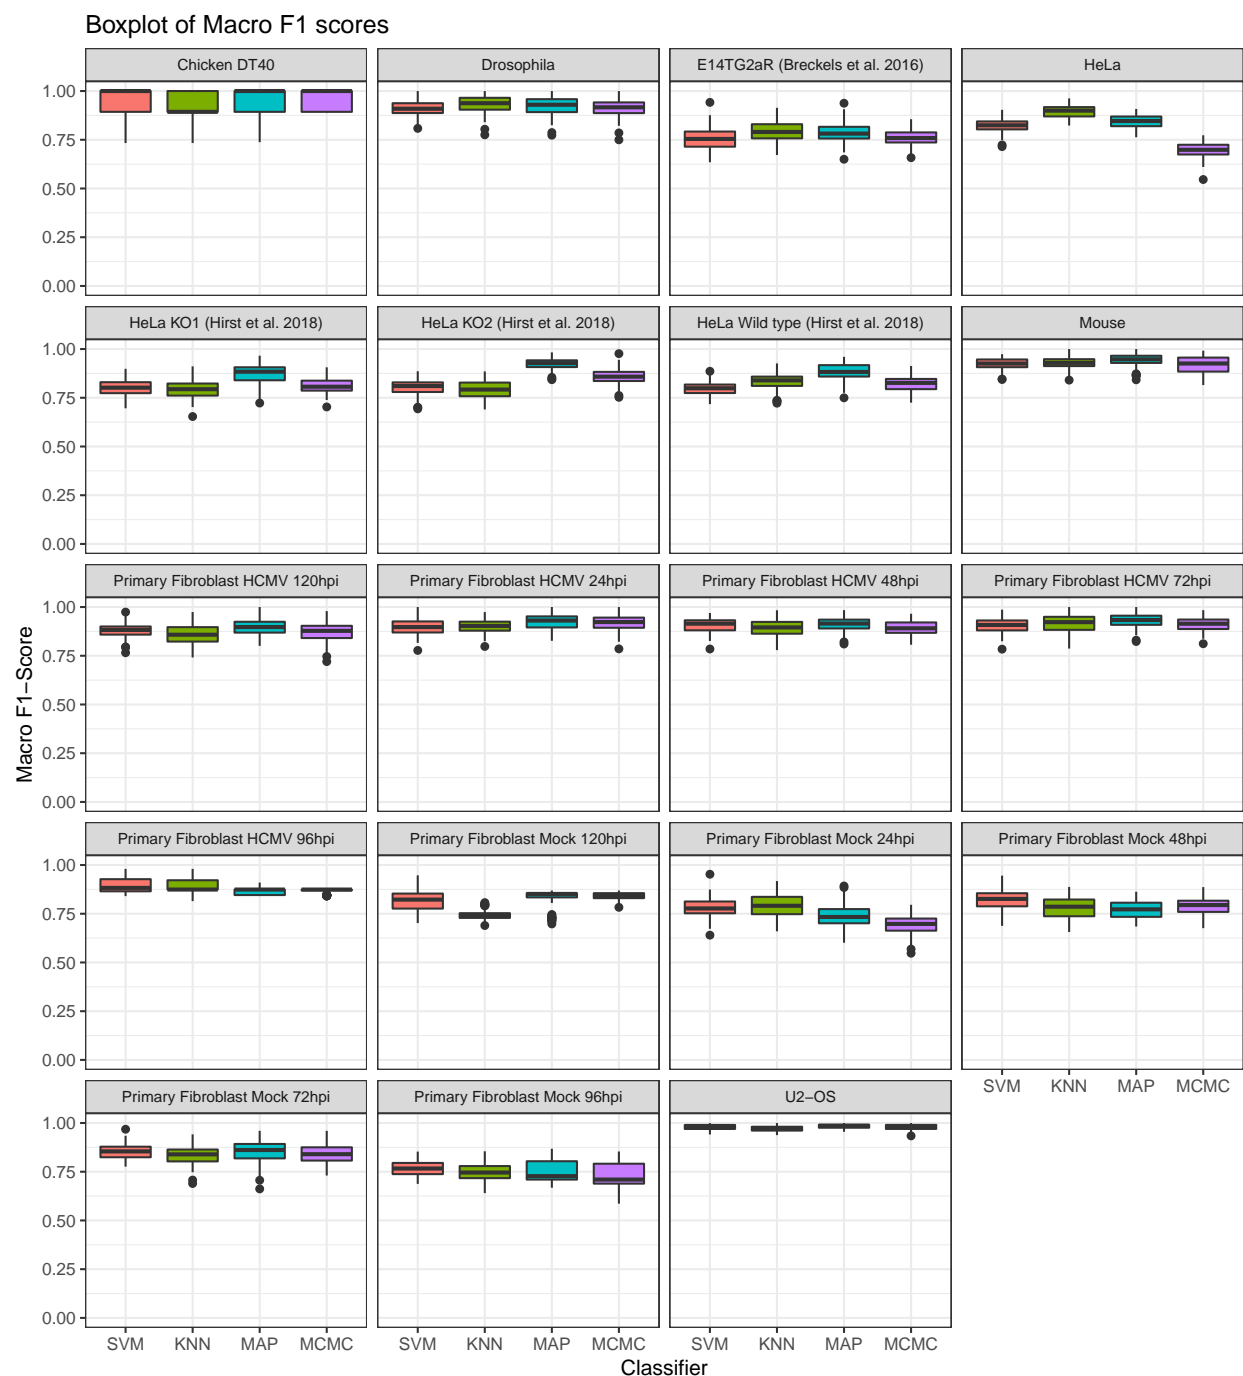 Boxplot of Macro F1 scores
Chicken DT40
Drosophila
E14TG2aR (Breckels et al. 2016)
HeLa
1.00
0.75
0.50
0.25
0.00
HeLa KO1 (Hirst et al. 2018)
HeLa KO2 (Hirst et al. 2018)
HeLa Wild type (Hirst et al. 2018)
Mouse
1.00
0.75
0.50
0.25
0.00
Primary Fibroblast HCMV 120hpi
Primary Fibroblast HCMV 24hpi
Primary Fibroblast HCMV 48hpi
Primary Fibroblast HCMV 72hpi
1.00
0.75
0.50
0.25
0.00
Macro F1−Score
Primary Fibroblast HCMV 96hpi
Primary Fibroblast Mock 120hpi
Primary Fibroblast Mock 24hpi
Primary Fibroblast Mock 48hpi
1.00
0.75
0.50
0.25
0.00
SVM KNN MAP MCMC
Primary Fibroblast Mock 72hpi
Primary Fibroblast Mock 96hpi
U2−OS
1.00
0.75
0.50
0.25
0.00
SVM KNN MAP MCMC
SVM KNN MAP MCMC
SVM KNN MAP MCMC
Classifier